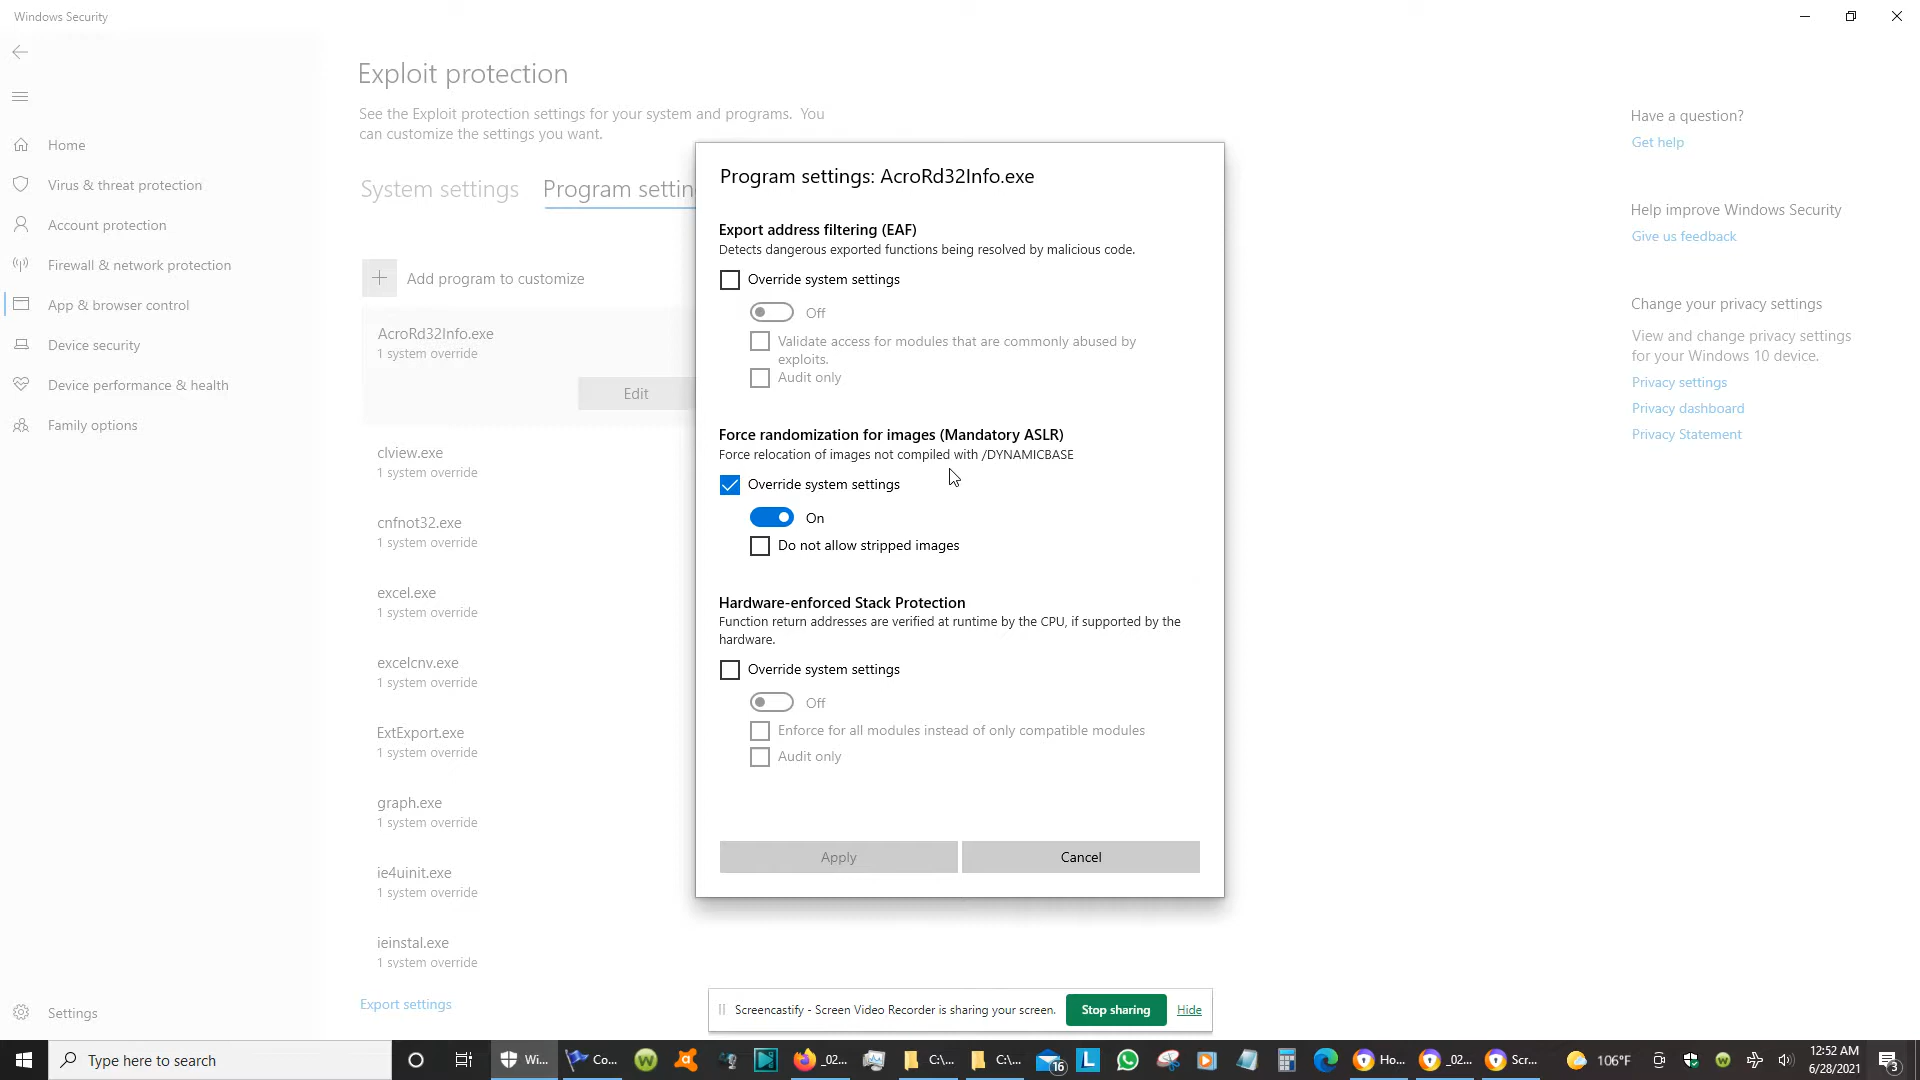 Windows Security
Exploit protection
See the Exploit protection settings for your system and programs.  You
can customize the settings you want.
Home
Virus & threat protection
Account protection
Firewall & network protection
App & browser control
Device security
Device performance & health
Family options
Settings
System settings
Program settin
Add program to customize
AcroRd32Info.exe
1 system override
Edit
clview.exe
1 system override
cnfnot32.exe
1 system override
excel.exe
1 system override
excelcnv.exe
1 system override
ExtExport.exe
1 system override
graph.exe
1 system override
ie4uinit.exe
1 system override
ieinstal.exe
1 system override
Export settings
Program settings: AcroRd32Info.exe
Export address filtering (EAF)
Detects dangerous exported functions being resolved by malicious code.
Override system settings
Off
Validate access for modules that are commonly abused by
exploits.
Audit only
Force randomization for images (Mandatory ASLR)
Force relocation of images not compiled with /DYNAMICBASE
Override system settings
On
Do not allow stripped images
Hardware-enforced Stack Protection
Function return addresses are verified at runtime by the CPU, if supported by the
hardware.
Override system settings
Off
Enforce for all modules instead of only compatible modules
Audit only
Apply
Cancel
Have a question?
Get help
Help improve Windows Security
Give us feedback
Change your privacy settings
View and change privacy settings
for your Windows 10 device.
Privacy settings
Privacy dashboard
Privacy Statement
Screencastify - Screen Video Recorder is sharing your screen.
Stop sharing
Hide
Type here to search
Wi...
Co...
_02...
C:\...
C:\...
16
L
Ho...
_02...
Scr...
106°F
12:52 AM
6/28/2021
3